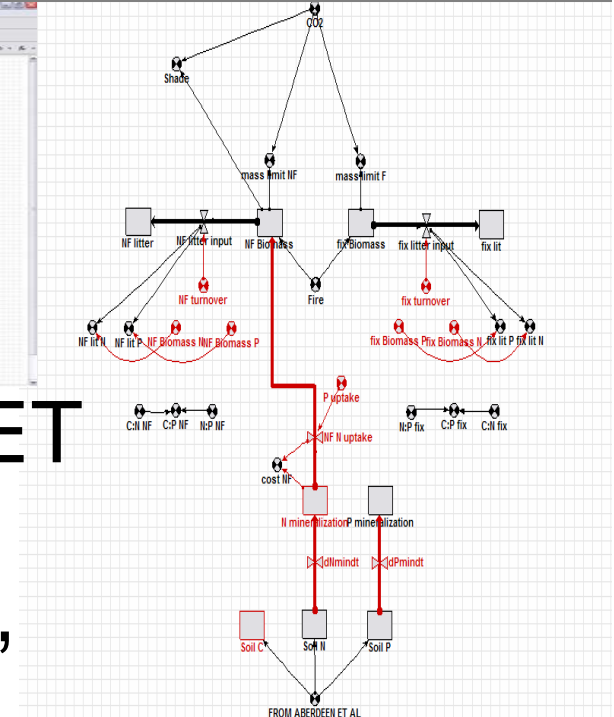 CO2
Shade
mass limit NF
mass limit F
NF litter
NF litter input
NF Biomass
fix Biomass
fix litter input
fix lit
NF turnover
Fire
fix turnover
NF lit N
NF lit P
NF Biomass N
NF Biomass P
fix Biomass P
fix Biomass N
fix lit P
fix lit N
P uptake
ET
C:N NF
C:P NF
N:P NF
N:P fix
C:P fix
C:N fix
NF N uptake
cost NF
N mineralization
P mineralization
dNmindt
dPmindt
,
Soil C
Soil N
Soil P
FROM ABERDEEN ET AL